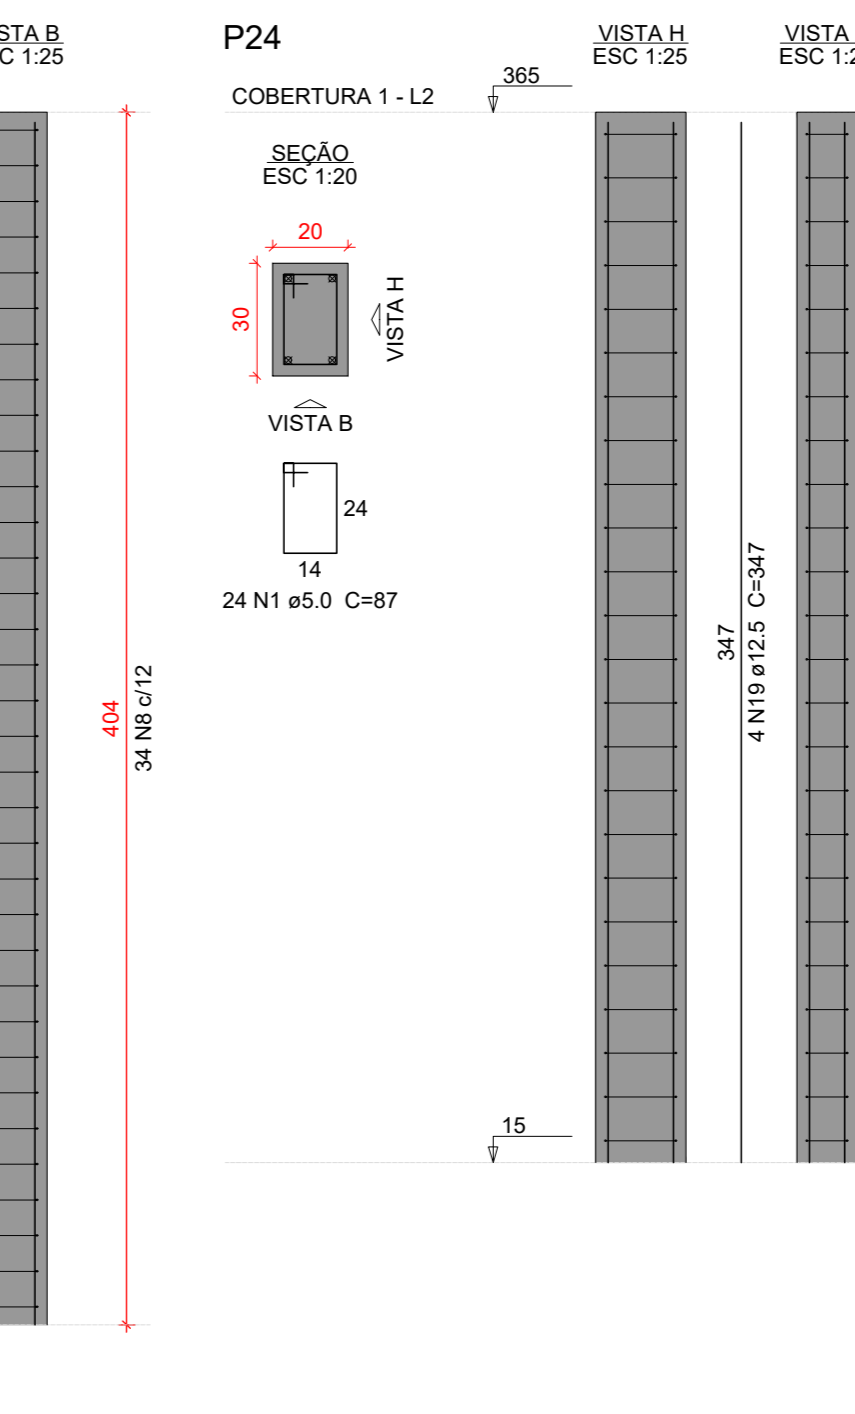 STA B
C 1:25
404
34 N8 c/12
P24
COBERTURA 1 - L2
365
SEÇÃO
ESC 1:20
20
30
VISTA H
VISTA B
24
14
24 N1 ø5.0 C=87
15
VISTA H
ESC 1:25
347
4 N19 ø12.5 C=347
VISTA
ESC 1:2